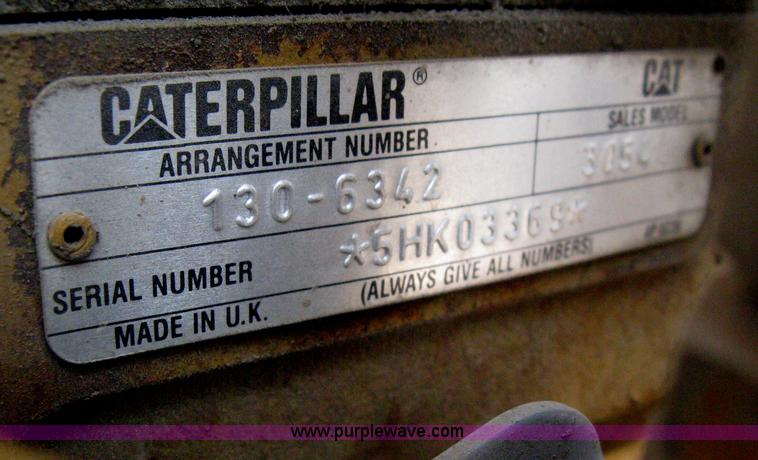 CATERPILLAR® CAT
ARRANGEMENT NUMBER SALES MODEL
130-6342 3054
SERIAL NUMBER *5HK03369*
MADE IN U.K. (ALWAYS GIVE ALL NUMBERS)
www.purplewave.com